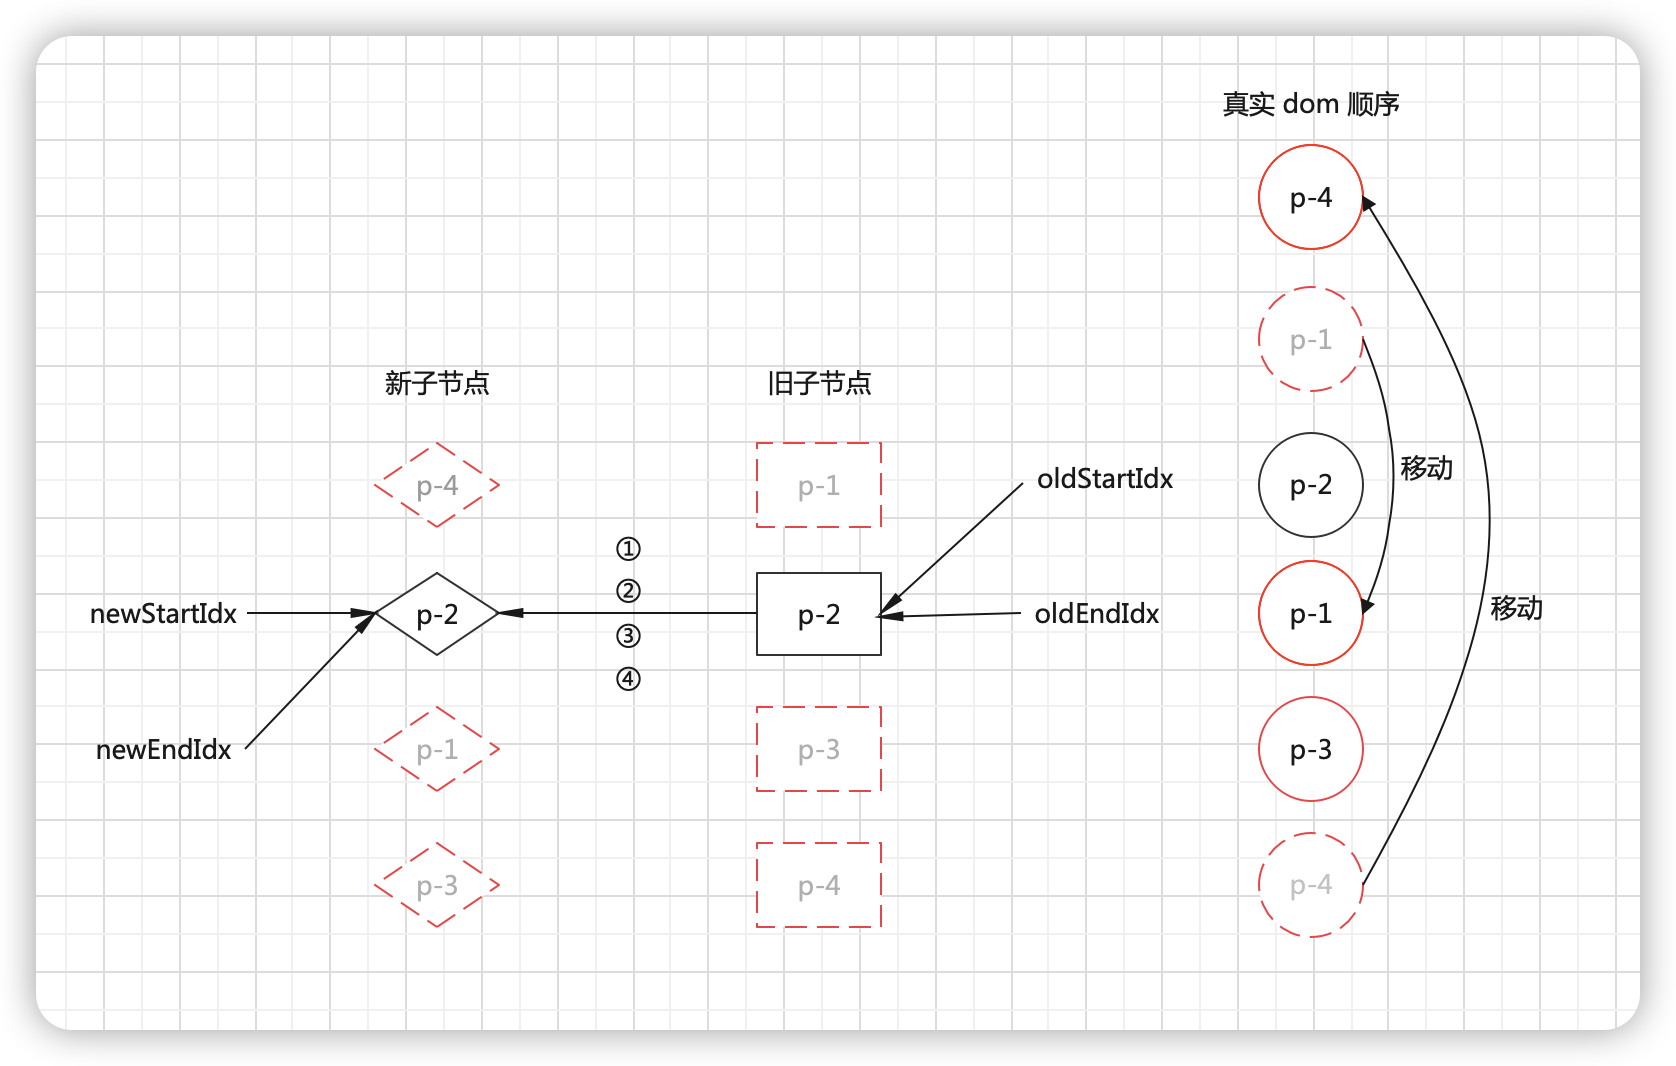 真实 dom 顺序
p-4
p-1
p-2
p-1
p-3
p-4
移动
移动
新子节点
p-4
p-2
p-1
p-3
newStartIdx
newEndIdx
①
②
③
④
旧子节点
p-1
p-2
p-3
p-4
oldStartIdx
oldEndIdx